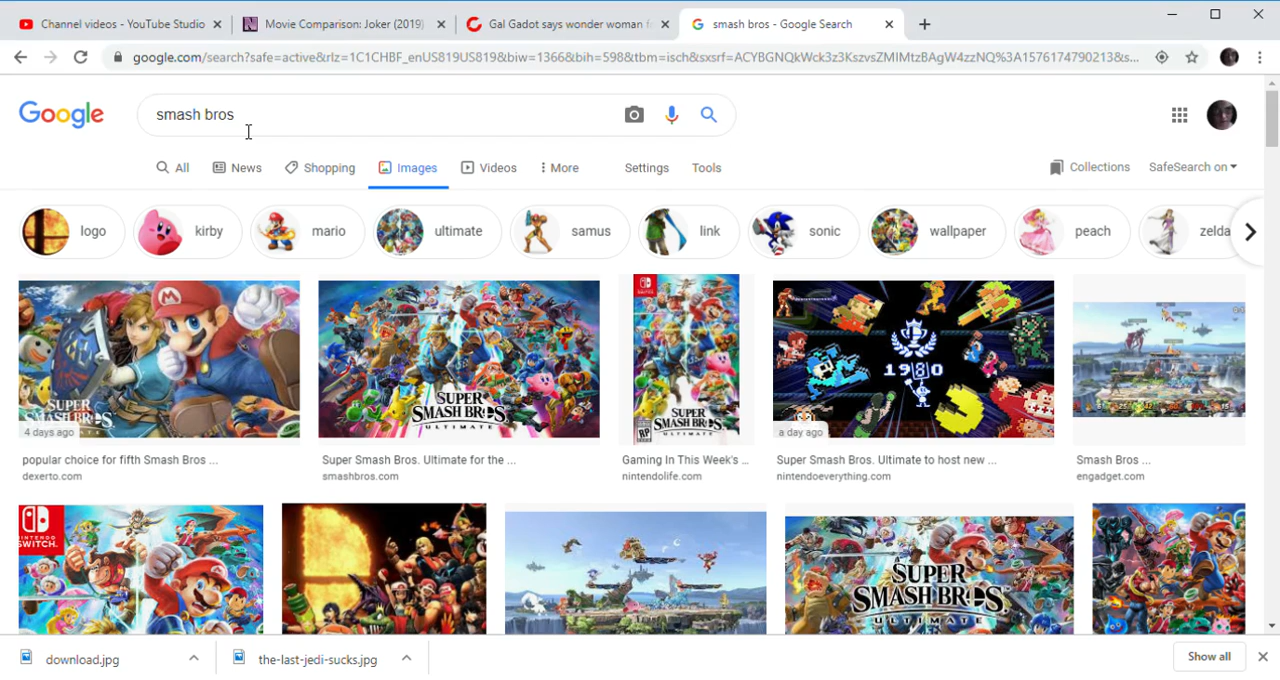 Channel videos - YouTube Studio
Movie Comparison: Joker (2019)
Gal Gadot says wonder woman f
smash bros - Google Search
google.com/search?safe=active&rlz=1C1CHBF_enUS819US819&biw=1366&bih=598&tbm=isch&sxsrf=ACYBGNQkWck3z3KszvsZMIMtzBAgW4zzNQ%3A1576174790213&s...
Google
smash bros
All News Shopping Images Videos More Settings Tools Collections SafeSearch on
logo kirby mario ultimate samus link sonic wallpaper peach zelda
SUPER
SMASH BROS.
4 days ago
SUPER
SMASH BROS.
ULTIMATE
SUPER
SMASH BROS.
ULTIMATE
1980
a day ago
popular choice for fifth Smash Bros ...
dexerto.com
Super Smash Bros. Ultimate for the ...
smashbros.com
Gaming In This Week's ...
nintendolife.com
Super Smash Bros. Ultimate to host new ...
nintendoeverything.com
Smash Bros ...
engadget.com
NINTENDO
SWITCH.
SUPER
SMASH BROS.
ULTIMATE
download.jpg
the-last-jedi-sucks.jpg
Show all